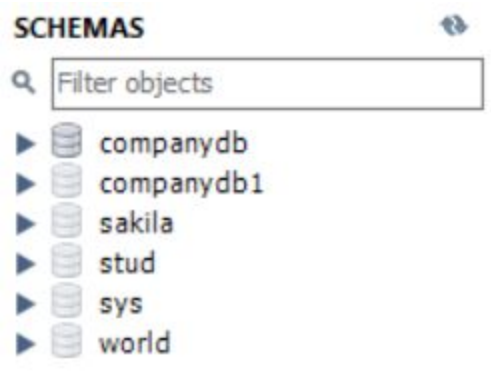 SCHEMAS
Filter objects
companydb
companydb1
sakila
stud
sys
world